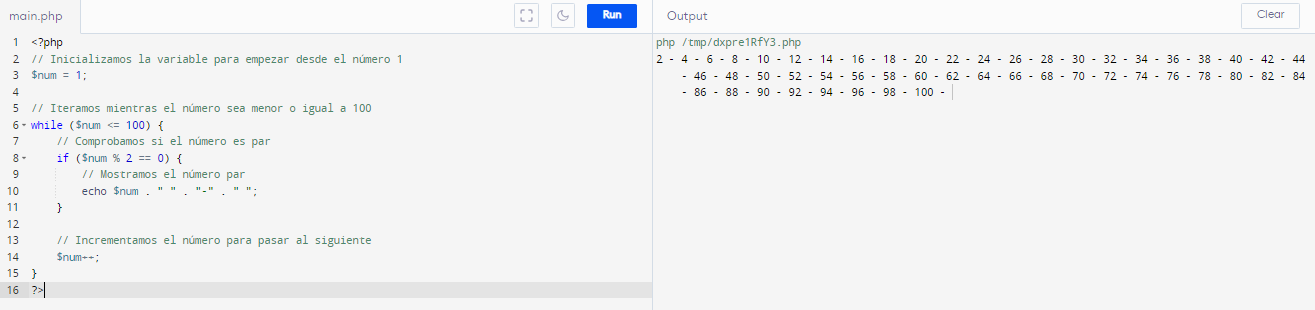 main.php
Run
Output
Clear
1 <?php
2 // Inicializamos la variable para empezar desde el número 1
3 $num = 1;
4
5 // Iteramos mientras el número sea menor o igual a 100
6 while ($num <= 100) {
7     // Comprobamos si el número es par
8     if ($num % 2 == 0) {
9         // Mostramos el número par
10         echo $num . " " . "-" . " ";
11     }
12
13     // Incrementamos el número para pasar al siguiente
14     $num++;
15 }
16 ?>
php /tmp/dxpre1RfY3.php
2 - 4 - 6 - 8 - 10 - 12 - 14 - 16 - 18 - 20 - 22 - 24 - 26 - 28 - 30 - 32 - 34 - 36 - 38 - 40 - 42 - 44
- 46 - 48 - 50 - 52 - 54 - 56 - 58 - 60 - 62 - 64 - 66 - 68 - 70 - 72 - 74 - 76 - 78 - 80 - 82 - 84
- 86 - 88 - 90 - 92 - 94 - 96 - 98 - 100 -